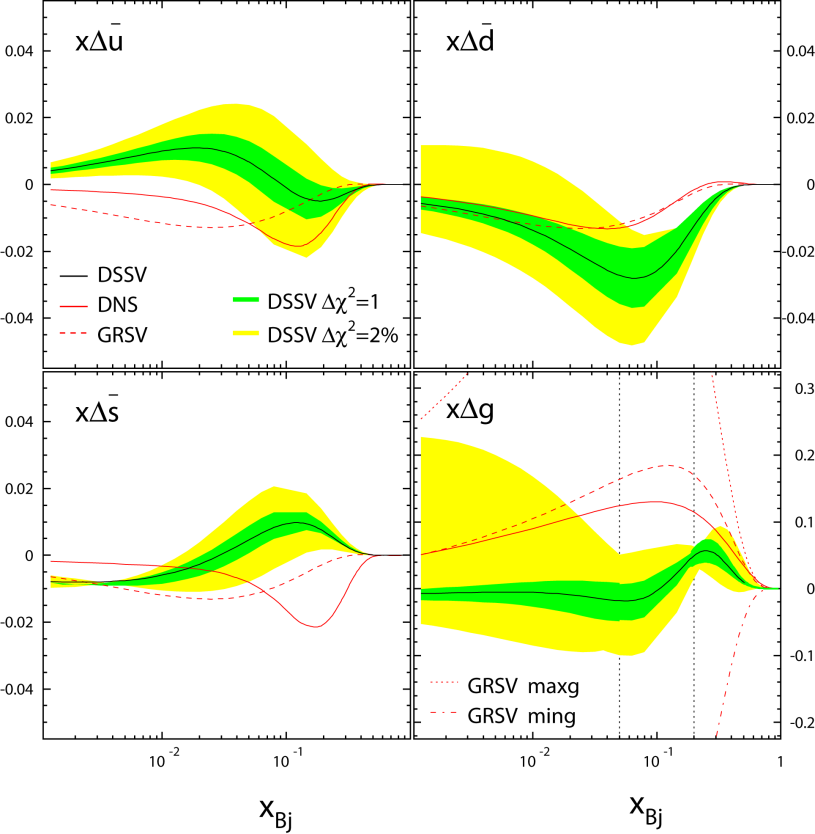 xΔū
xΔd̄
0.04
0.04
0.02
0.02
0
0
-0.02
-0.02
-0.04
-0.04
DSSV
DNS
GRSV
DSSV Δχ²=1
DSSV Δχ²=2%
xΔs̄
xΔg
0.04
0.3
0.02
0.2
0
0.1
-0.02
0
-0.04
-0.1
-0.2
GRSV maxg
GRSV ming
10⁻²
10⁻¹
10⁻²
10⁻¹
1
x_Bj
x_Bj